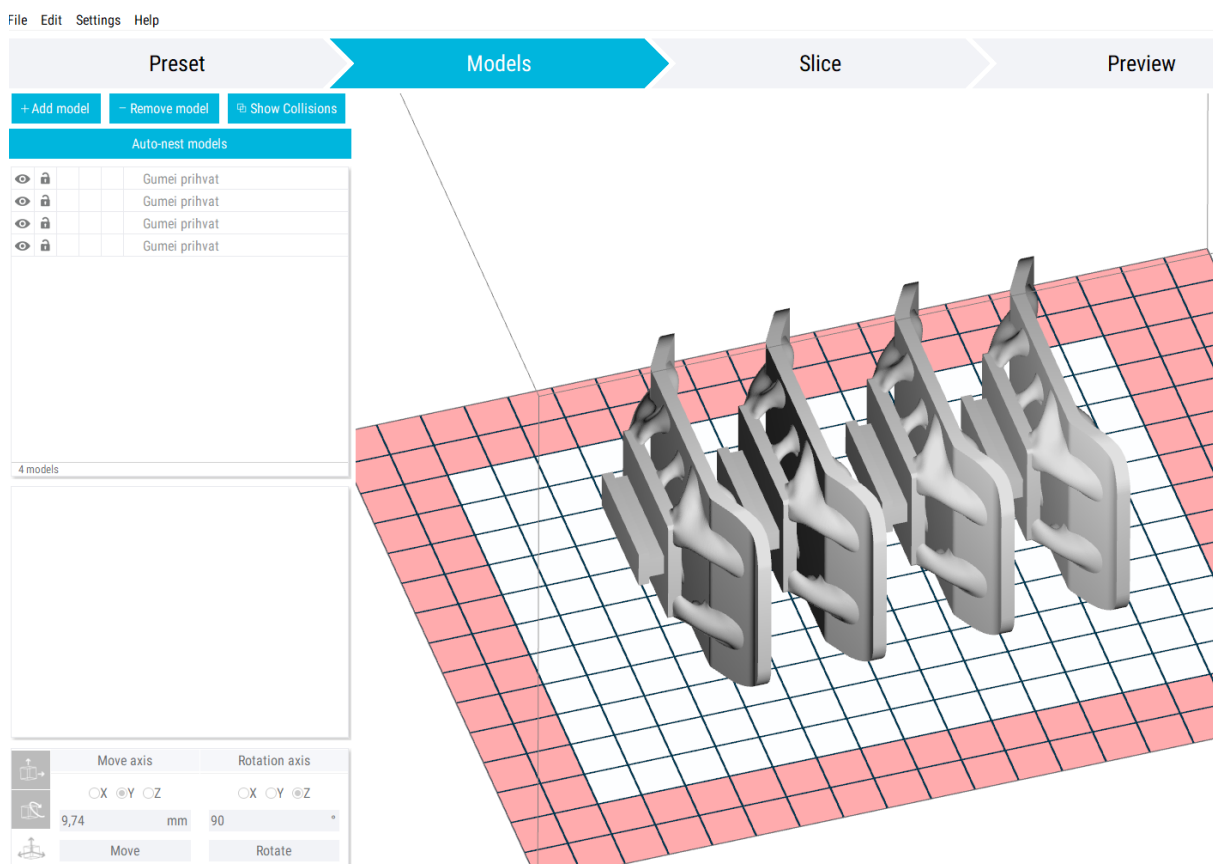 File Edit Settings Help
Preset Models Slice Preview
+ Add model − Remove model Show Collisions
Auto-nest models
Gumei prihvat
Gumei prihvat
Gumei prihvat
Gumei prihvat
4 models
Move axis Rotation axis
X Y Z X Y Z
9,74 mm 90 °
Move Rotate